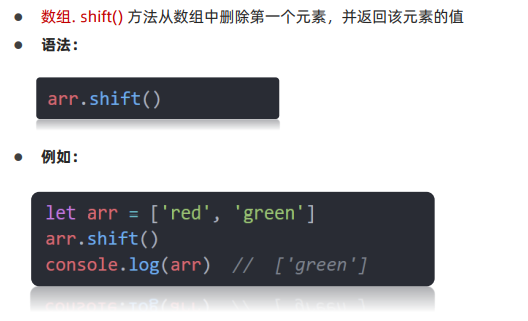 数组. shift() 方法从数组中删除第一个元素，并返回该元素的值
语法：
arr.shift()
例如：
let arr = ['red', 'green']
arr.shift()
console.log(arr)  //  ['green']